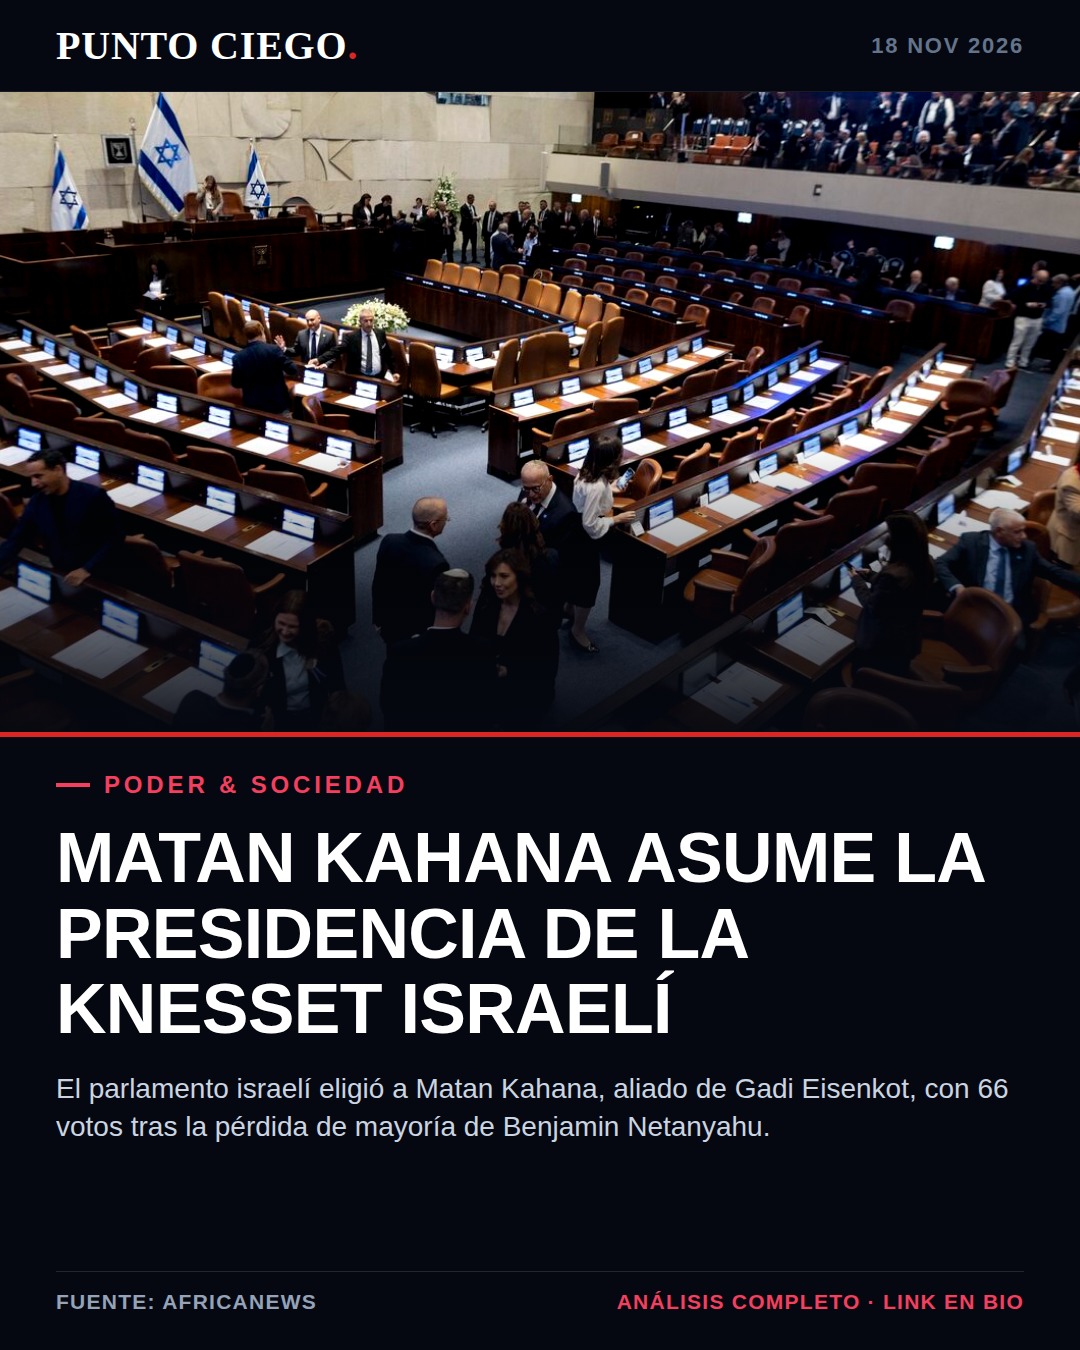 PUNTO CIEGO.
18 NOV 2026
PODER & SOCIEDAD
MATAN KAHANA ASUME LA
PRESIDENCIA DE LA
KNESSET ISRAELÍ
El parlamento israelí eligió a Matan Kahana, aliado de Gadi Eisenkot, con 66
votos tras la pérdida de mayoría de Benjamin Netanyahu.
FUENTE: AFRICANEWS
ANÁLISIS COMPLETO · LINK EN BIO